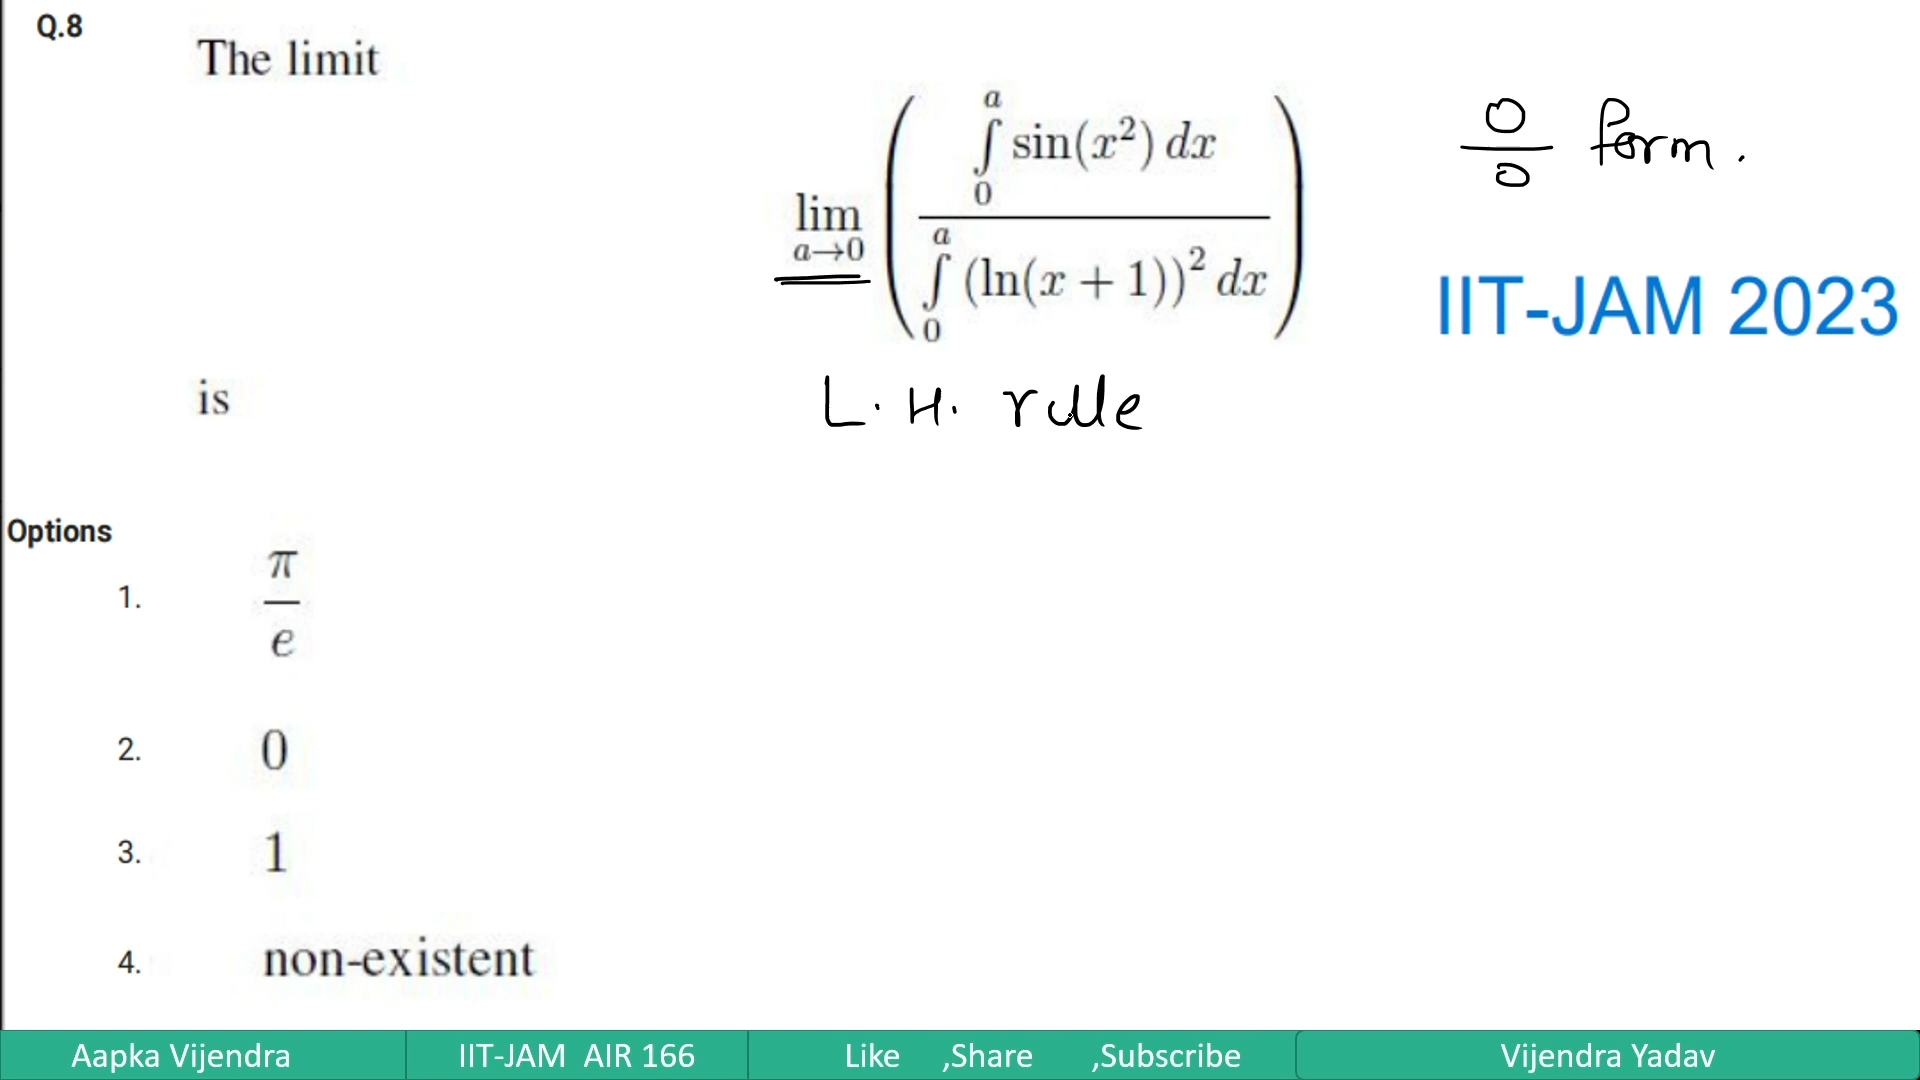 Q.8
The limit
lim a→0 ( ∫₀ᵃ sin(x²) dx / ∫₀ᵃ (ln(x + 1))² dx )
0/0 form.
IIT-JAM 2023
is
L. H. rule
Options
1. π/e
2. 0
3. 1
4. non-existent
Aapka Vijendra IIT-JAM AIR 166 Like ,Share ,Subscribe Vijendra Yadav